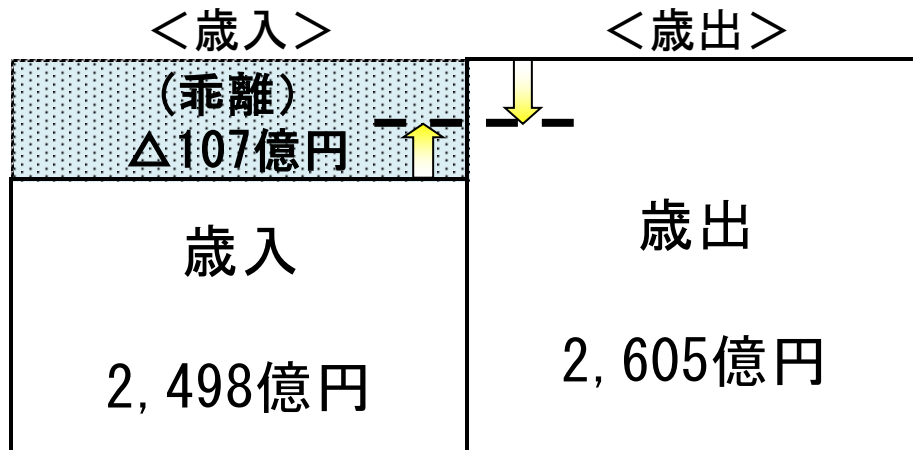 ＜歳入＞
＜歳出＞
(乖離)
△107億円
歳入
2,498億円
歳出
2,605億円